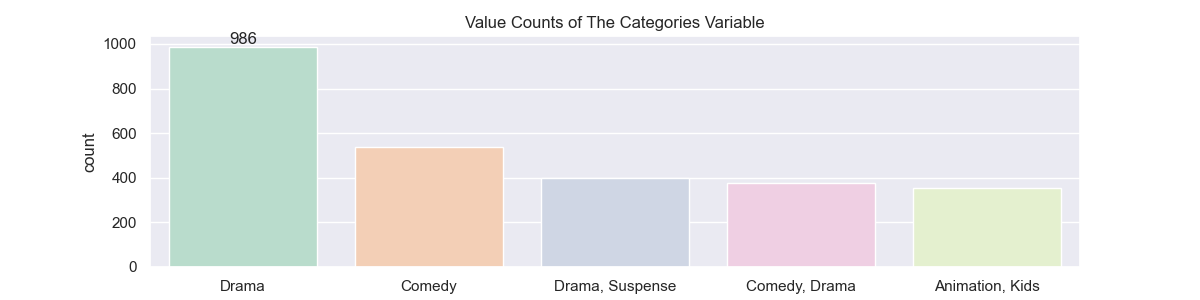 Value Counts of The Categories Variable
986
1000
800
600
400
200
0
count
Drama
Comedy
Drama, Suspense
Comedy, Drama
Animation, Kids